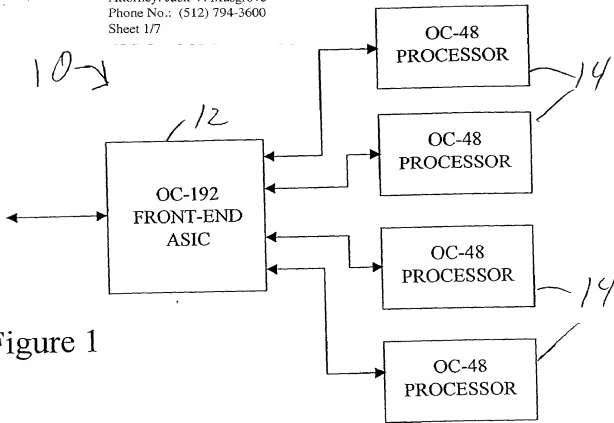 Phone No.: (512) 794-3600
Sheet 1/7
10
12
OC-192
FRONT-END
ASIC
OC-48
PROCESSOR
14
OC-48
PROCESSOR
OC-48
PROCESSOR
14
OC-48
PROCESSOR
Figure 1